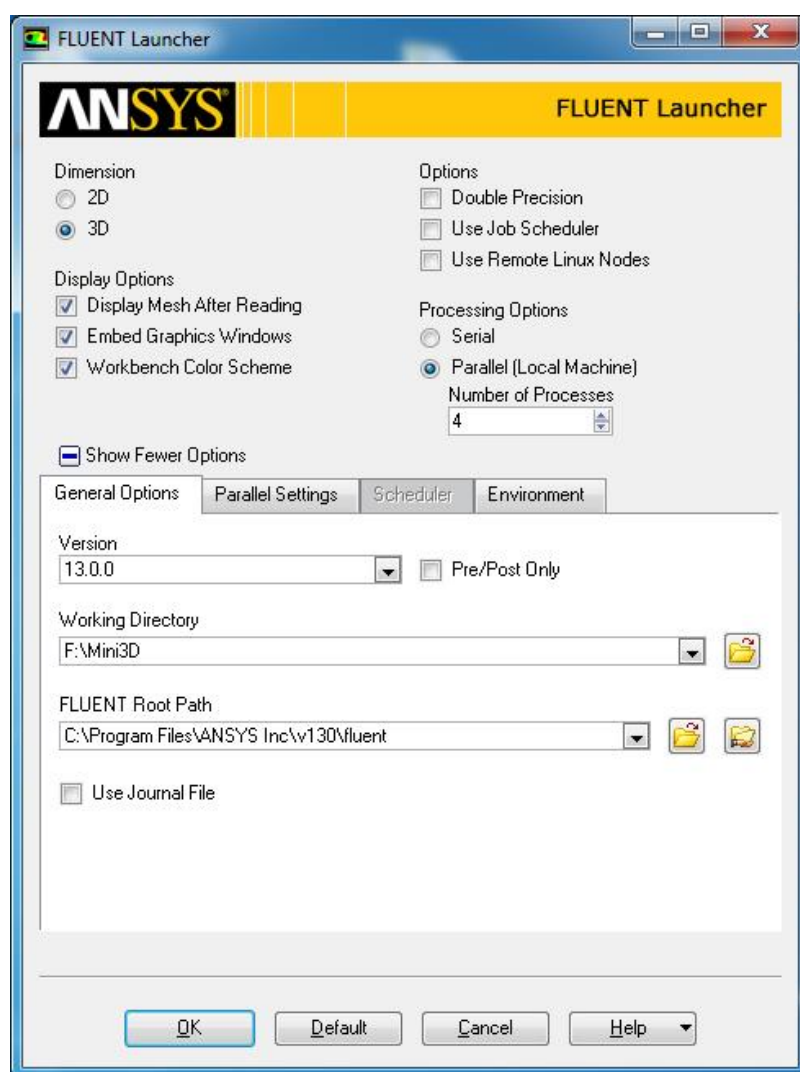 FLUENT Launcher
ANSYS
FLUENT Launcher
Dimension
2D
3D
Display Options
Display Mesh After Reading
Embed Graphics Windows
Workbench Color Scheme
Options
Double Precision
Use Job Scheduler
Use Remote Linux Nodes
Processing Options
Serial
Parallel (Local Machine)
Number of Processes
4
Show Fewer Options
General Options
Parallel Settings
Scheduler
Environment
Version
13.0.0
Pre/Post Only
Working Directory
F:\Mini3D
FLUENT Root Path
C:\Program Files\ANSYS Inc\v130\fluent
Use Journal File
OK
Default
Cancel
Help